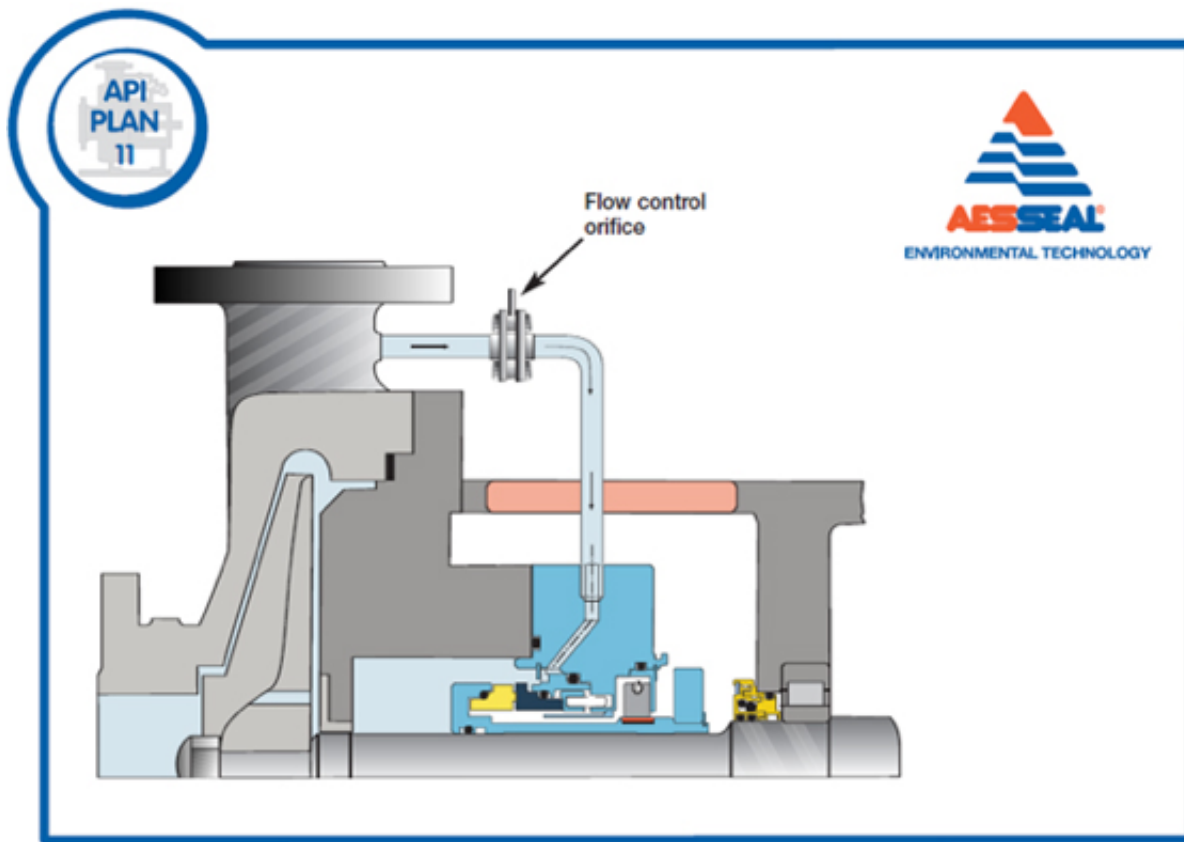 API
PLAN
11
Flow control
orifice
AESSEAL®
ENVIRONMENTAL TECHNOLOGY